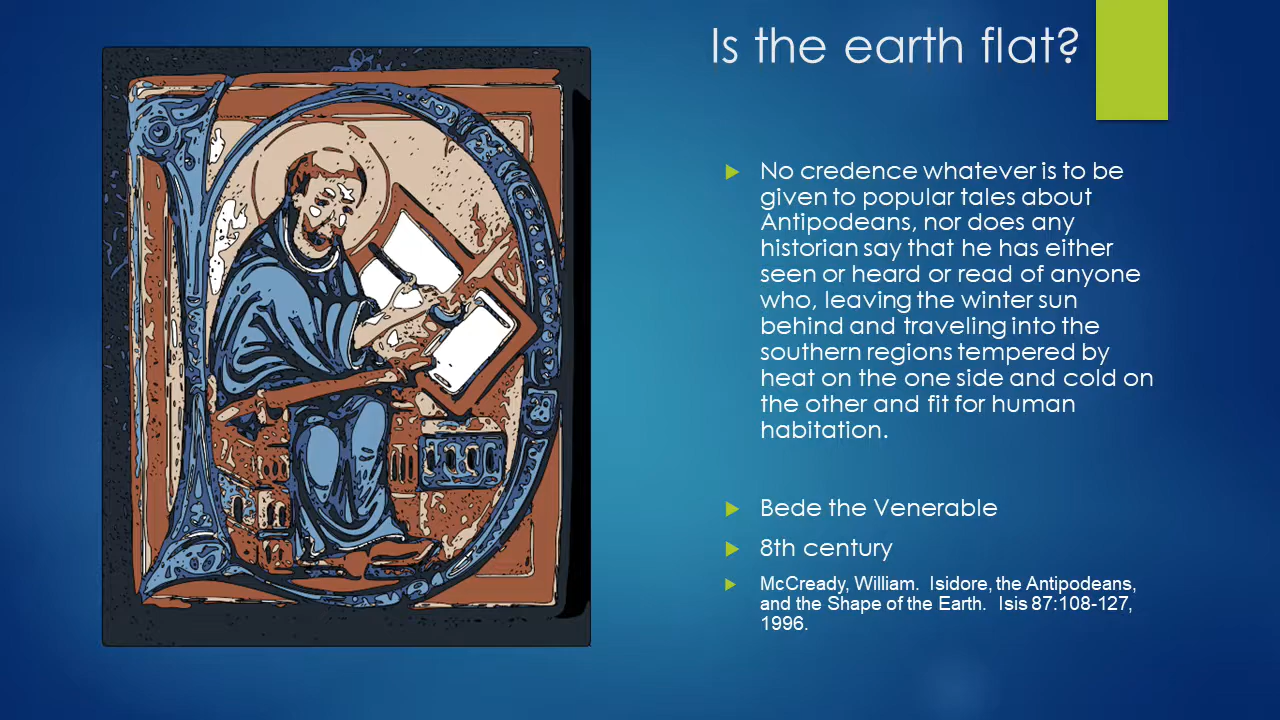 Is the earth flat?
No credence whatever is to be
given to popular tales about
Antipodeans, nor does any
historian say that he has either
seen or heard or read of anyone
who, leaving the winter sun
behind and traveling into the
southern regions tempered by
heat on the one side and cold on
the other and fit for human
habitation.
Bede the Venerable
8th century
McCready, William.  Isidore, the Antipodeans,
and the Shape of the Earth.  Isis 87:108-127,
1996.